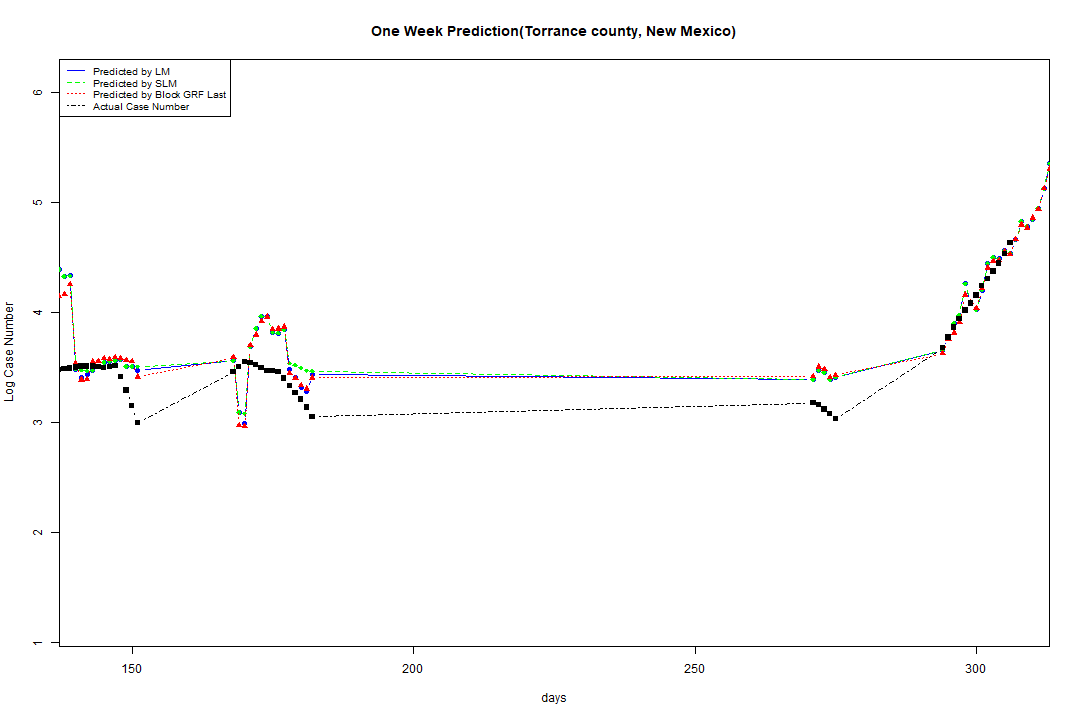 One Week Prediction(Torrance county, New Mexico)
Predicted by LM
Predicted by SLM
Predicted by Block GRF Last
Actual Case Number
6
5
4
3
2
1
Log Case Number
150 200 250 300
days